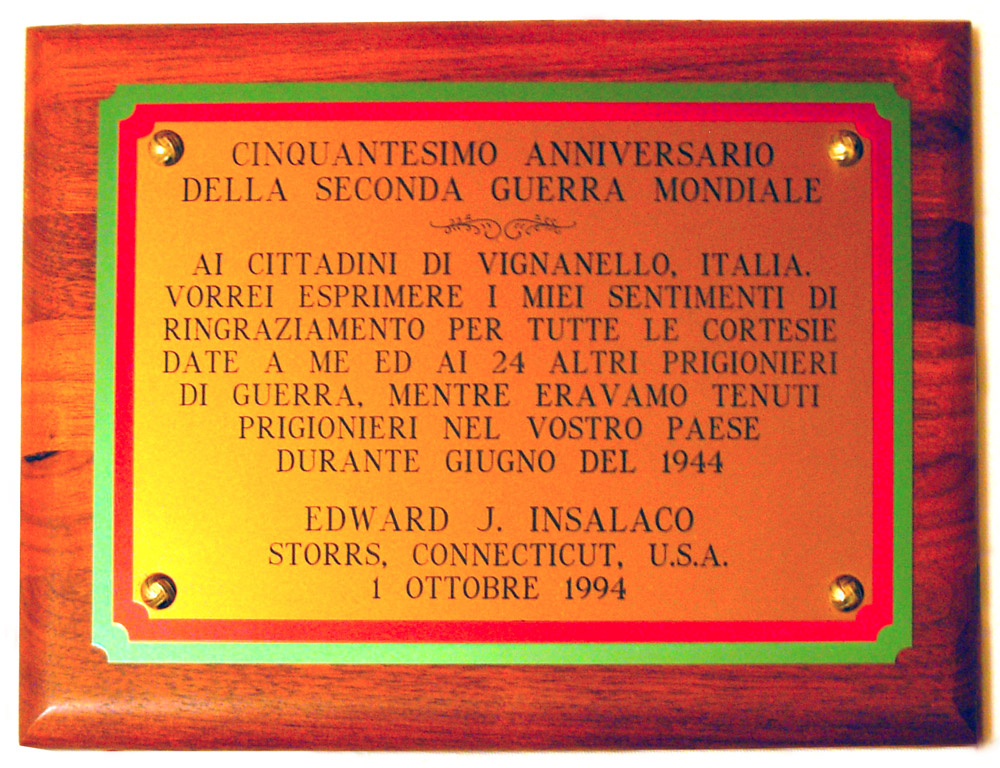 CINQUANTESIMO ANNIVERSARIO
DELLA SECONDA GUERRA MONDIALE
AI CITTADINI DI VIGNANELLO, ITALIA.
VORREI ESPRIMERE I MIEI SENTIMENTI DI
RINGRAZIAMENTO PER TUTTE LE CORTESIE
DATE A ME ED AI 24 ALTRI PRIGIONIERI
DI GUERRA, MENTRE ERAVAMO TENUTI
PRIGIONIERI NEL VOSTRO PAESE
DURANTE GIUGNO DEL 1944
EDWARD J. INSALACO
STORRS, CONNECTICUT, U.S.A.
1 OTTOBRE 1994